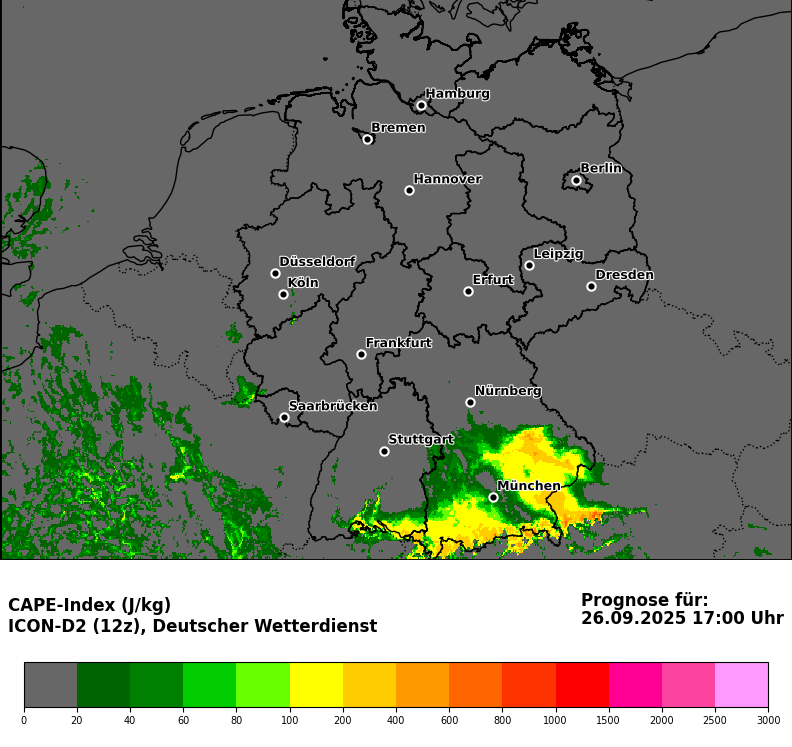 Hamburg
Bremen
Berlin
Hannover
Leipzig
Düsseldorf
Dresden
Köln
Erfurt
Frankfurt
Nürnberg
Saarbrücken
Stuttgart
München
CAPE-Index (J/kg)
ICON-D2 (12z), Deutscher Wetterdienst
Prognose für:
26.09.2025 17:00 Uhr
0 20 40 60 80 100 200 400 600 800 1000 1500 2000 2500 3000